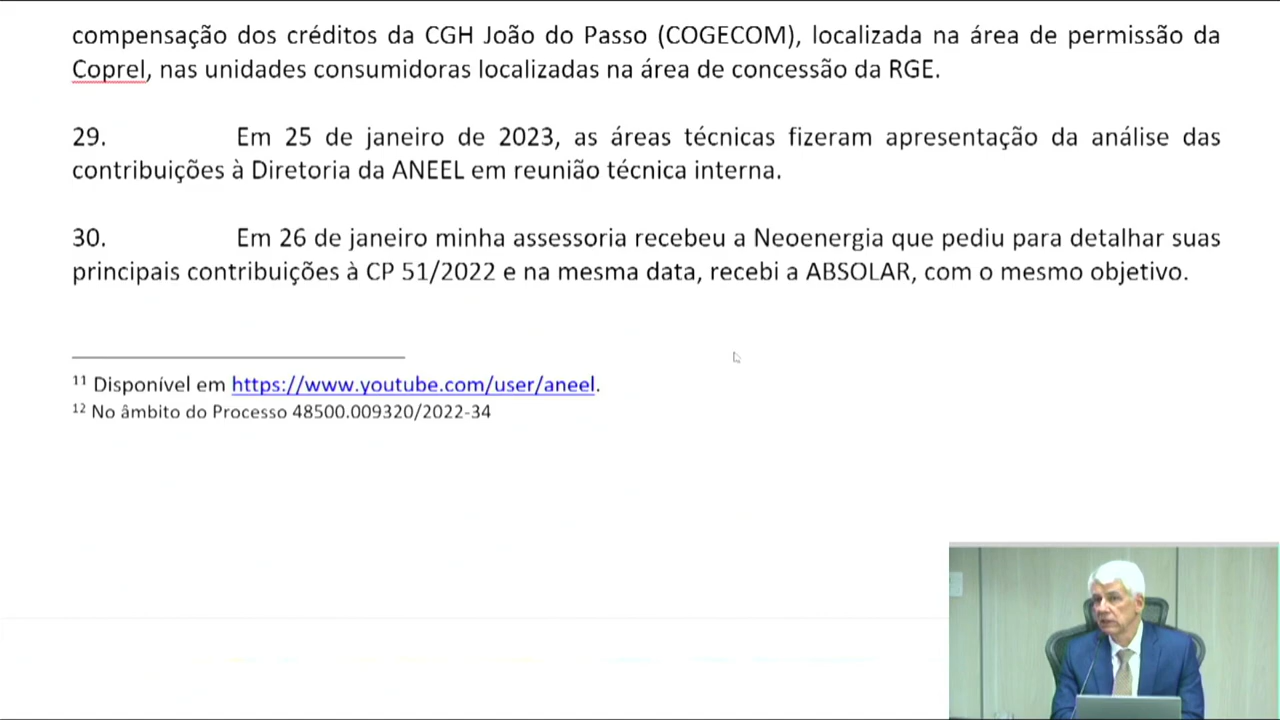 compensação dos créditos da CGH João do Passo (COGECOM), localizada na área de permissão da
Coprel, nas unidades consumidoras localizadas na área de concessão da RGE.
29. Em 25 de janeiro de 2023, as áreas técnicas fizeram apresentação da análise das
contribuições à Diretoria da ANEEL em reunião técnica interna.
30. Em 26 de janeiro minha assessoria recebeu a Neoenergia que pediu para detalhar suas
principais contribuições à CP 51/2022 e na mesma data, recebi a ABSOLAR, com o mesmo objetivo.
11 Disponível em https://www.youtube.com/user/aneel.
12 No âmbito do Processo 48500.009320/2022-34